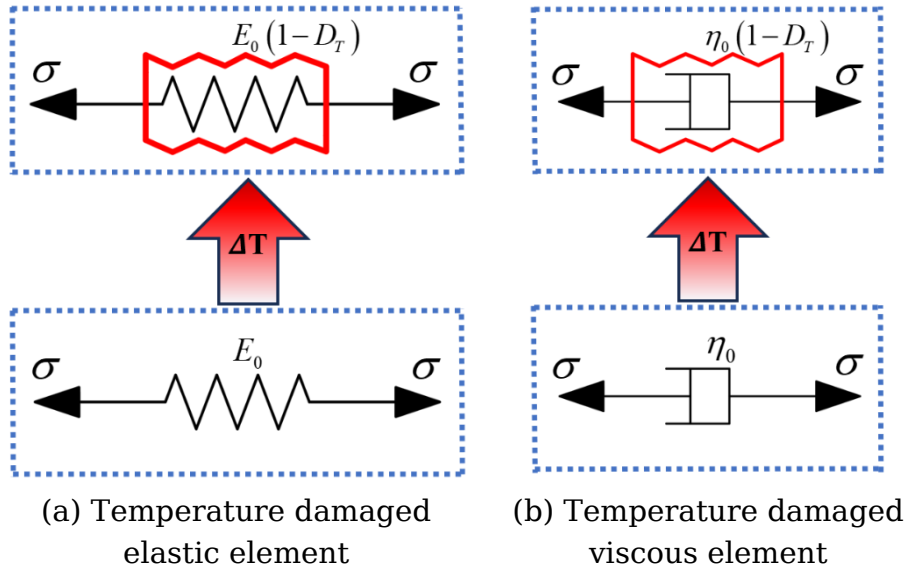 E₀(1−D_T)
σ σ
ΔT
E₀
σ σ
(a) Temperature damaged
elastic element
η₀(1−D_T)
σ σ
ΔT
η₀
σ σ
(b) Temperature damaged
viscous element